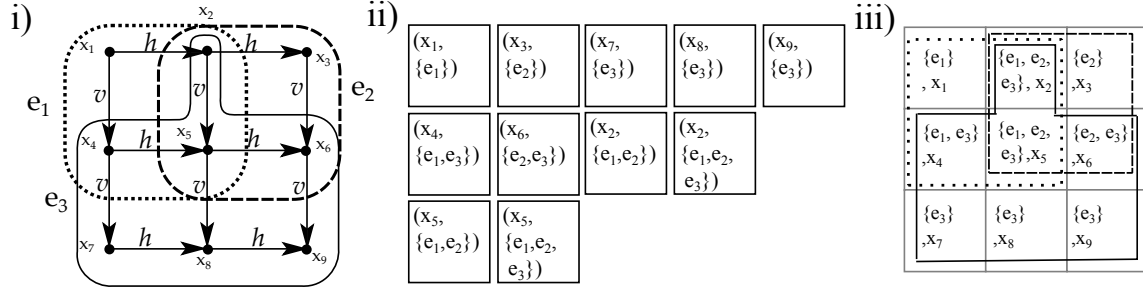 i)
x₂
x₁ h h x₃
v v v
e₁ e₂
x₅
x₄ h h x₆
v v v
e₃
x₇ h h x₉
x₈
ii)
(x₁, {e₁})
(x₃, {e₂})
(x₇, {e₃})
(x₈, {e₃})
(x₉, {e₃})
(x₄, {e₁,e₃})
(x₆, {e₂,e₃})
(x₂, {e₁,e₂})
(x₂, {e₁,e₂, e₃})
(x₅, {e₁,e₂})
(x₅, {e₁,e₂, e₃})
iii)
{e₁} , x₁
{e₁, e₂, e₃}, x₂
{e₂} ,x₃
{e₁, e₃} ,x₄
{e₁, e₂, e₃},x₅
{e₂, e₃} ,x₆
{e₃} ,x₇
{e₃} ,x₈
{e₃} ,x₉